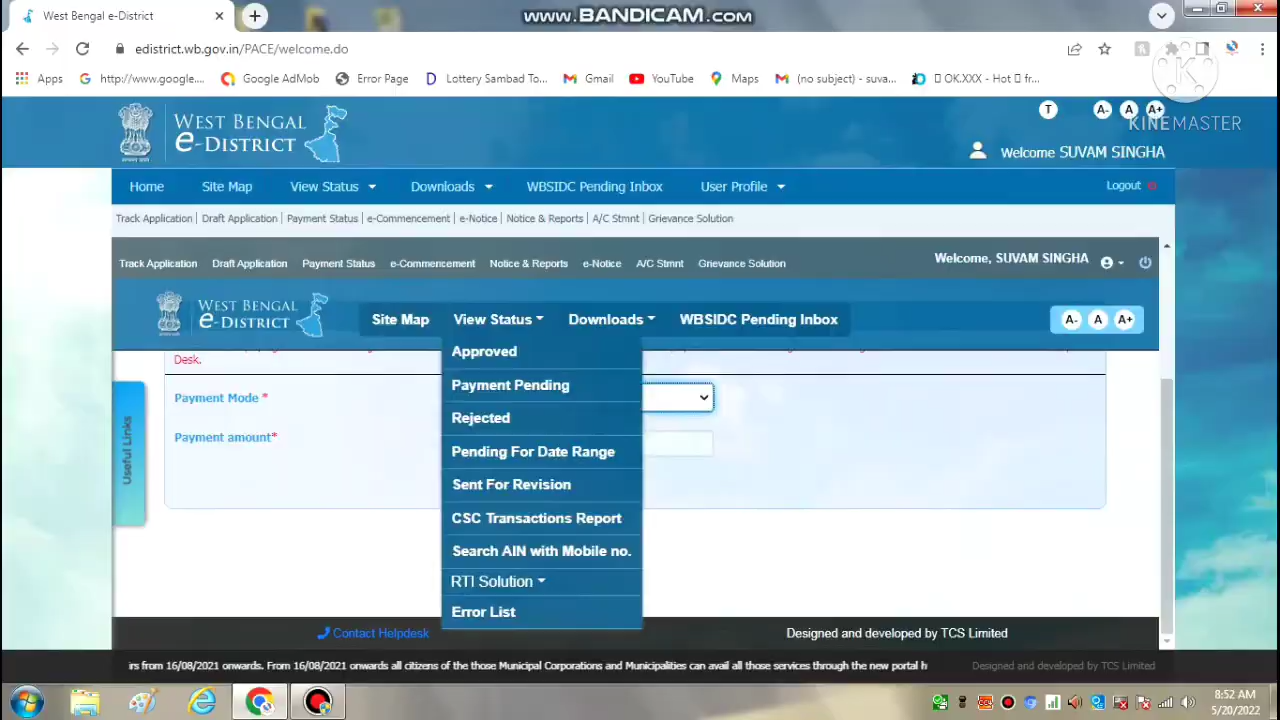 West Bengal e-District
www.BANDICAM.com
edistrict.wb.gov.in/PACE/welcome.do
Apps
http://www.google....
Google AdMob
Error Page
Lottery Sambad To...
Gmail
YouTube
Maps
(no subject) - suva...
OK.XXX - Hot
fr...
K
KINEMASTER
WEST BENGAL
e-DISTRICT
T A- A A+
Welcome SUVAM SINGHA
Home Site Map View Status Downloads WBSIDC Pending Inbox User Profile Logout
Track Application | Draft Application | Payment Status | e-Commencement | e-Notice | Notice & Reports | A/C Stmnt | Grievance Solution
Track Application Draft Application Payment Status e-Commencement Notice & Reports e-Notice A/C Stmnt Grievance Solution
Welcome, SUVAM SINGHA
WEST BENGAL
e-DISTRICT
Site Map View Status Downloads WBSIDC Pending Inbox
A- A A+
Approved
Desk.
Payment Pending
Payment Mode *
Rejected
Payment amount*
Pending For Date Range
Useful Links
Sent For Revision
CSC Transactions Report
Search AIN with Mobile no.
RTI Solution
Error List
Contact Helpdesk
Designed and developed by TCS Limited
irs from 16/08/2021 onwards. From 16/08/2021 onwards all citizens of the those Municipal Corporations and Municipalities can avail all those services through the new portal h
Designed and developed by TCS Limited
8:52 AM
5/20/2022